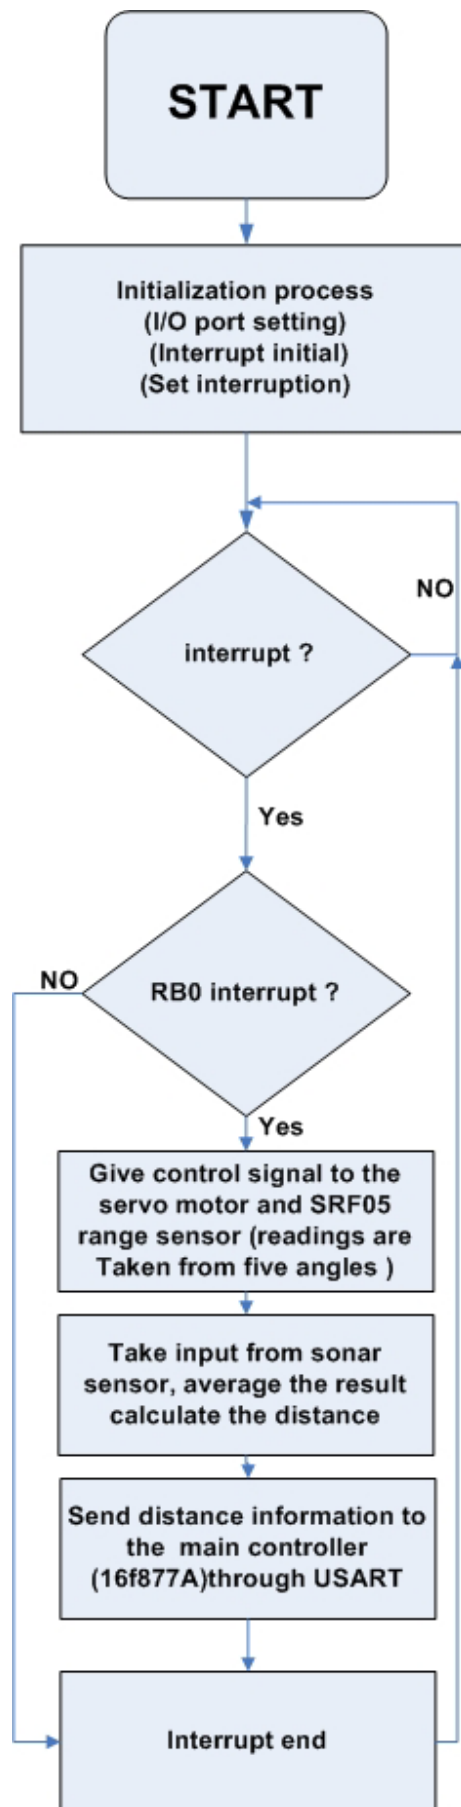 START
Initialization process
(I/O port setting)
(Interrupt initial)
(Set interruption)
NO
interrupt ?
Yes
NO
RB0 interrupt ?
Yes
Give control signal to the
servo motor and SRF05
range sensor (readings are
Taken from five angles )
Take input from sonar
sensor, average the result
calculate the distance
Send distance information to
the main controller
(16f877A)through USART
Interrupt end